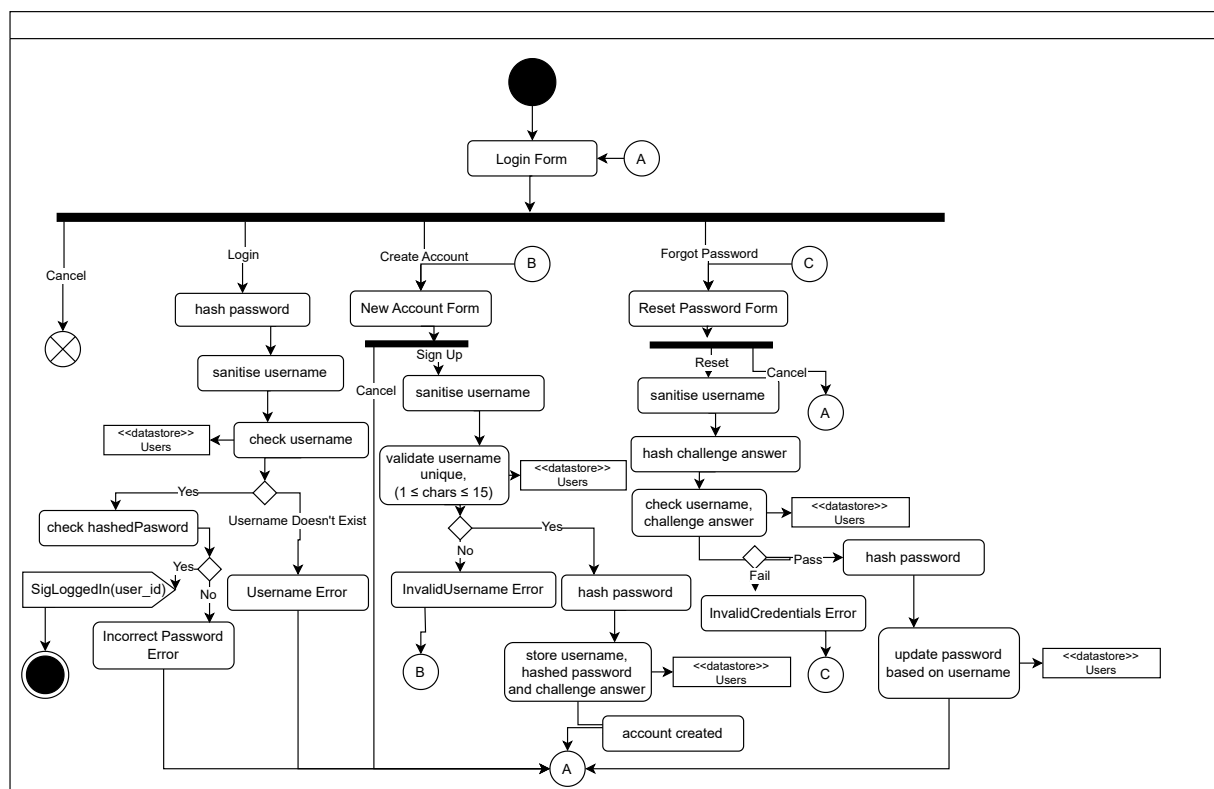 Login Form
A
Login
Create Account
B
Forgot Password
C
Cancel
hash password
New Account Form
Reset Password Form
Sign Up
Reset
sanitise username
Cancel
Cancel
sanitise username
sanitise username
A
<<datastore>>
Users
check username
validate username
unique,
(1 ≤ chars ≤ 15)
hash challenge answer
<<datastore>>
Users
Yes
check username,
challenge answer
<<datastore>>
Users
check hashedPasword
Username Doesn't Exist
Yes
No
Pass
hash password
Yes
Fail
SigLoggedIn(user_id)
No
Username Error
InvalidUsername Error
hash password
InvalidCredentials Error
Incorrect Password
Error
B
store username,
hashed password
and challenge answer
<<datastore>>
Users
C
update password
based on username
<<datastore>>
Users
account created
A